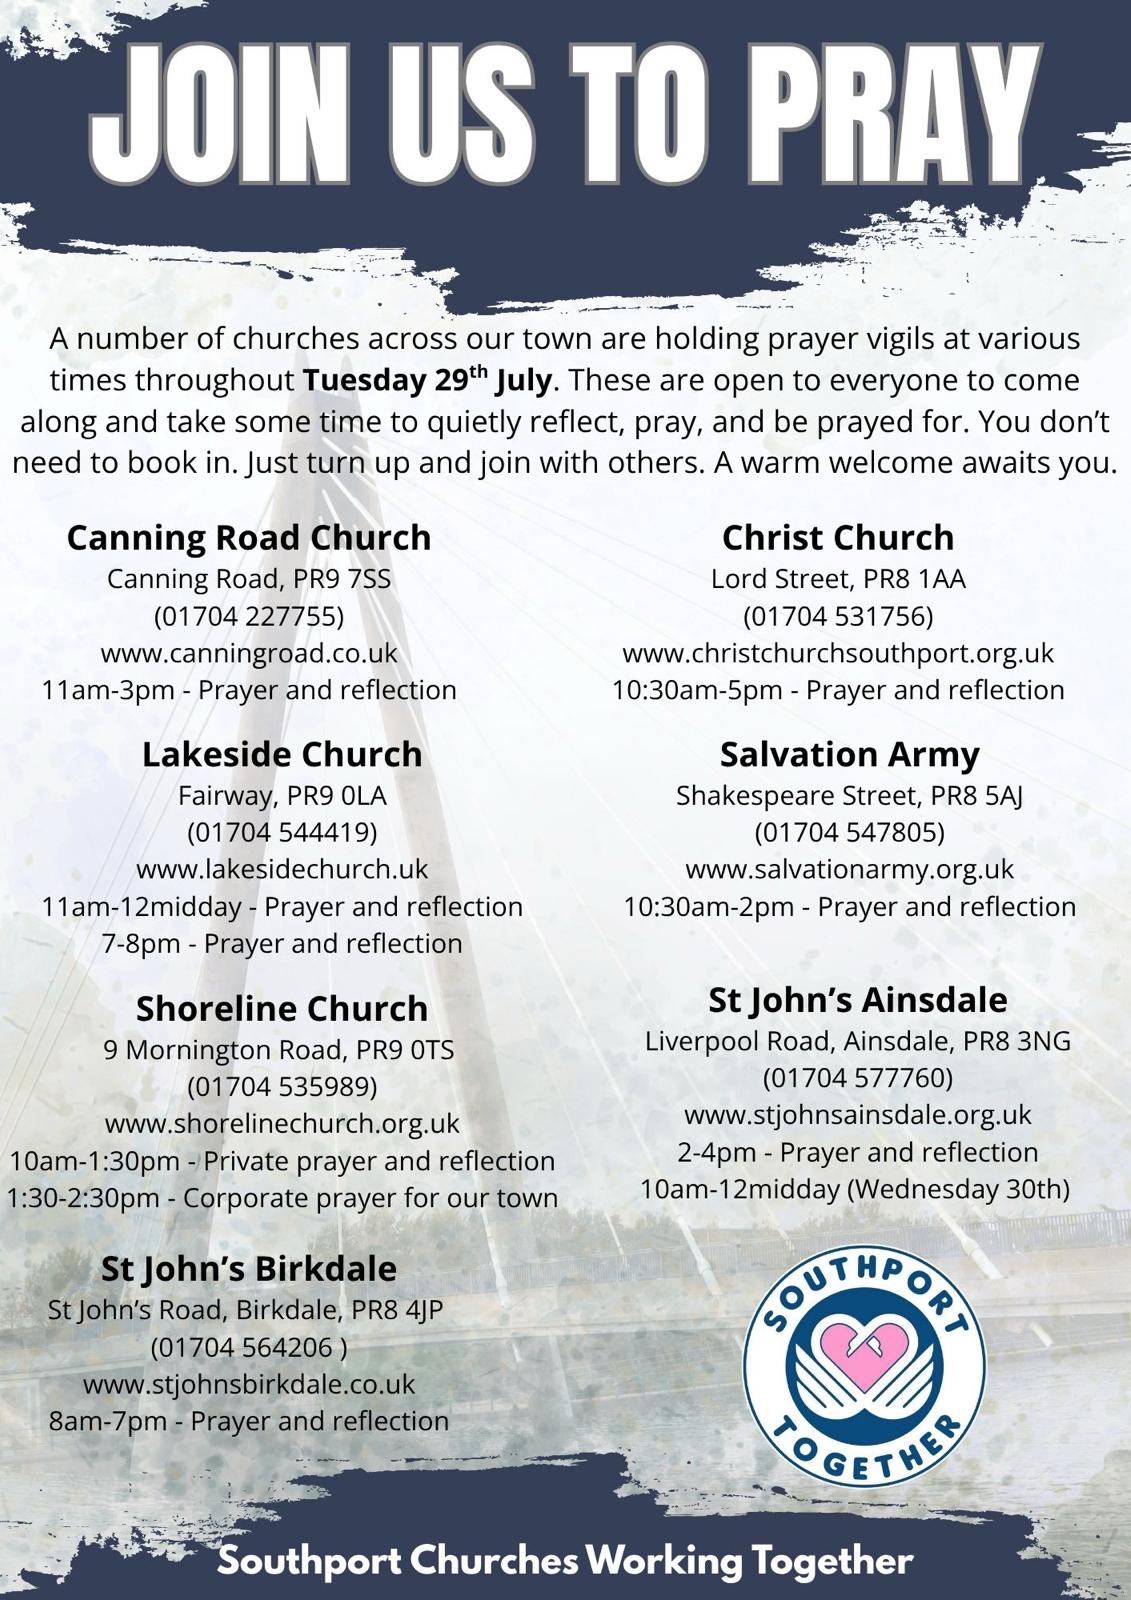 JOIN US TO PRAY
A number of churches across our town are holding prayer vigils at various
times throughout Tuesday 29th July. These are open to everyone to come
along and take some time to quietly reflect, pray, and be prayed for. You don’t
need to book in. Just turn up and join with others. A warm welcome awaits you.
Canning Road Church
Canning Road, PR9 7SS
(01704 227755)
www.canningroad.co.uk
11am-3pm - Prayer and reflection
Christ Church
Lord Street, PR8 1AA
(01704 531756)
www.christchurchsouthport.org.uk
10:30am-5pm - Prayer and reflection
Lakeside Church
Fairway, PR9 0LA
(01704 544419)
www.lakesidechurch.uk
11am-12midday - Prayer and reflection
7-8pm - Prayer and reflection
Salvation Army
Shakespeare Street, PR8 5AJ
(01704 547805)
www.salvationarmy.org.uk
10:30am-2pm - Prayer and reflection
Shoreline Church
9 Mornington Road, PR9 0TS
(01704 535989)
www.shorelinechurch.org.uk
10am-1:30pm - Private prayer and reflection
1:30-2:30pm - Corporate prayer for our town
St John’s Ainsdale
Liverpool Road, Ainsdale, PR8 3NG
(01704 577760)
www.stjohnsainsdale.org.uk
2-4pm - Prayer and reflection
10am-12midday (Wednesday 30th)
St John’s Birkdale
St John’s Road, Birkdale, PR8 4JP
(01704 564206 )
www.stjohnsbirkdale.co.uk
8am-7pm - Prayer and reflection
SOUTHPORT
TOGETHER
Southport Churches Working Together